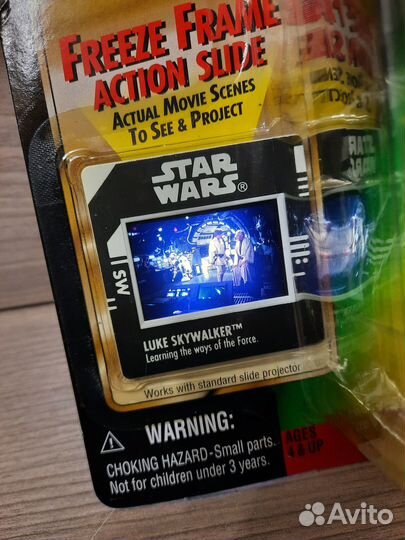 FREEZE FRAME
ACTION SLIDE
ACTUAL MOVIE SCENES
TO SEE & PROJECT
STAR
WARS®
SW
LUKE SKYWALKER™
Learning the ways of the Force.
Works with standard slide projector
WARNING:
CHOKING HAZARD-Small parts.
Not for children under 3 years.
AGES
4 & UP
Avito